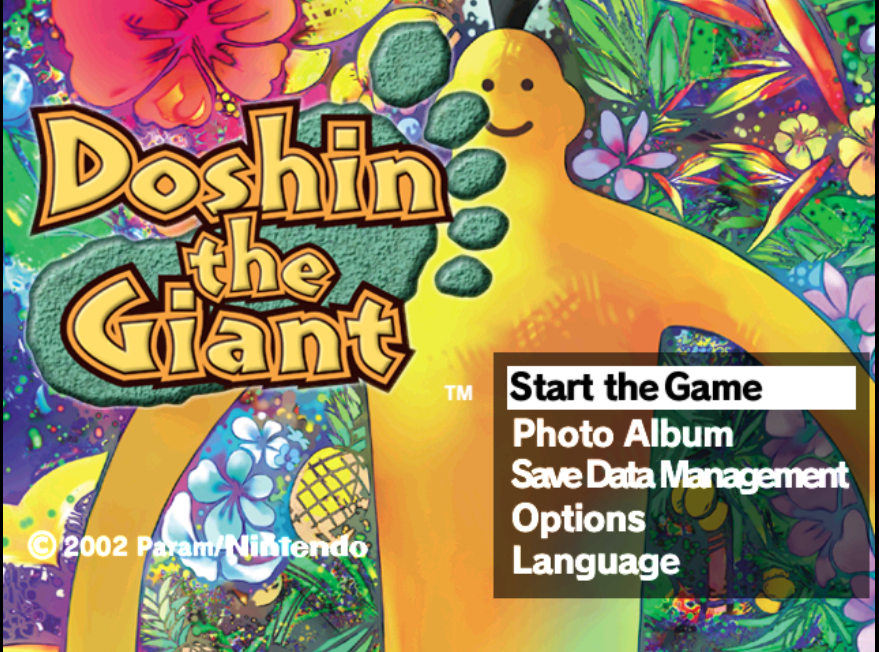 Doshin
the
Giant
TM
Start the Game
Photo Album
Save Data Management
Options
Language
© 2002 Param/Nintendo